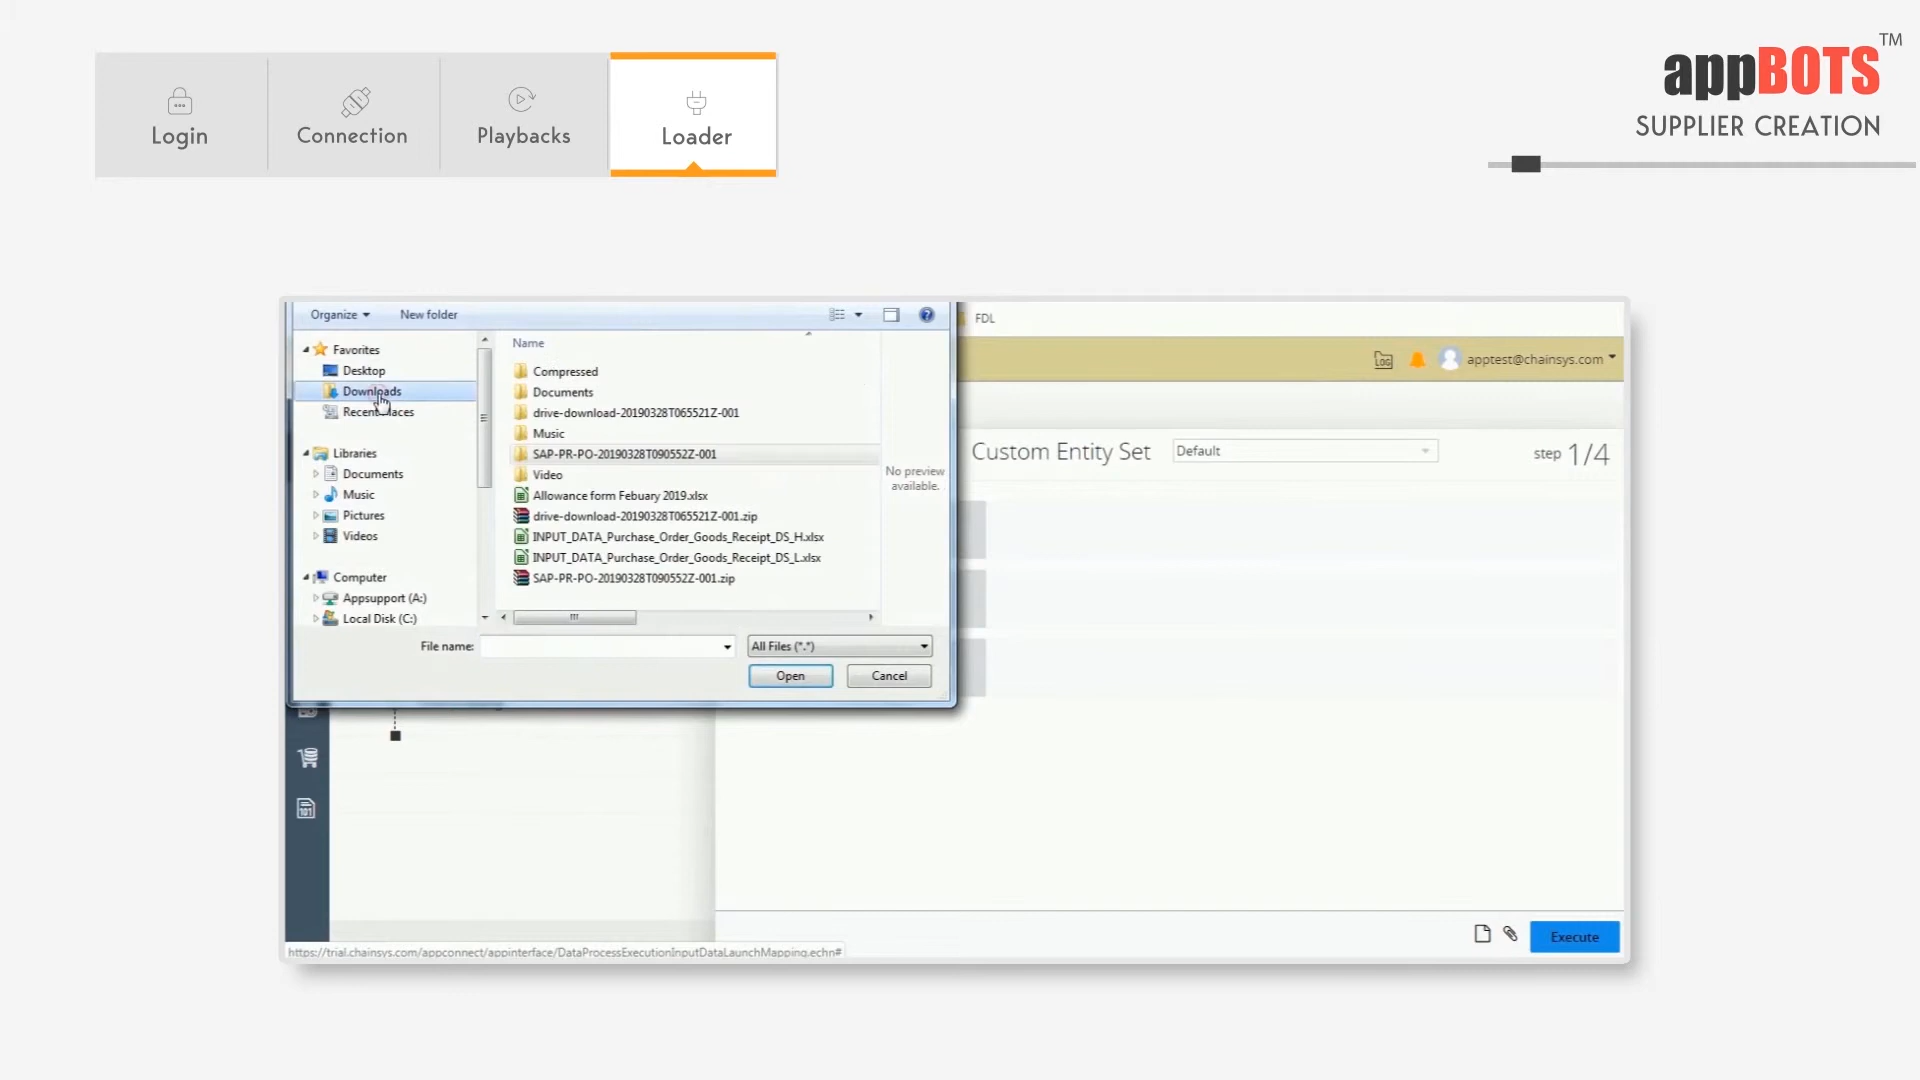 Login
Connection
Playbacks
Loader
appBOTS TM
SUPPLIER CREATION
Organize
New folder
FDL
Favorites
Desktop
Downloads
Libraries
Documents
Music
Pictures
Videos
Computer
Appsupport (A:)
Local Disk (C:)
Name
Compressed
Documents
drive-download-20190328T065521Z-001
Music
SAP-PR-PO-20190328T090552Z-001
Video
Allowance form Febuary 2019.xlsx
drive-download-20190328T065521Z-001.zip
INPUT_DATA_Purchase_Order_Goods_Receipt_DS_H.xlsx
INPUT_DATA_Purchase_Order_Goods_Receipt_DS_L.xlsx
SAP-PR-PO-20190328T090552Z-001.zip
No preview
available.
File name:
All Files (*.*)
Open
Cancel
LOG
apptest@chainsys.com
Custom Entity Set
Default
step 1/4
101
Execute
https://trial.chainsys.com/appconnect/appinterface/DataProcessExecutionInputDataLaunchMapping.echn#